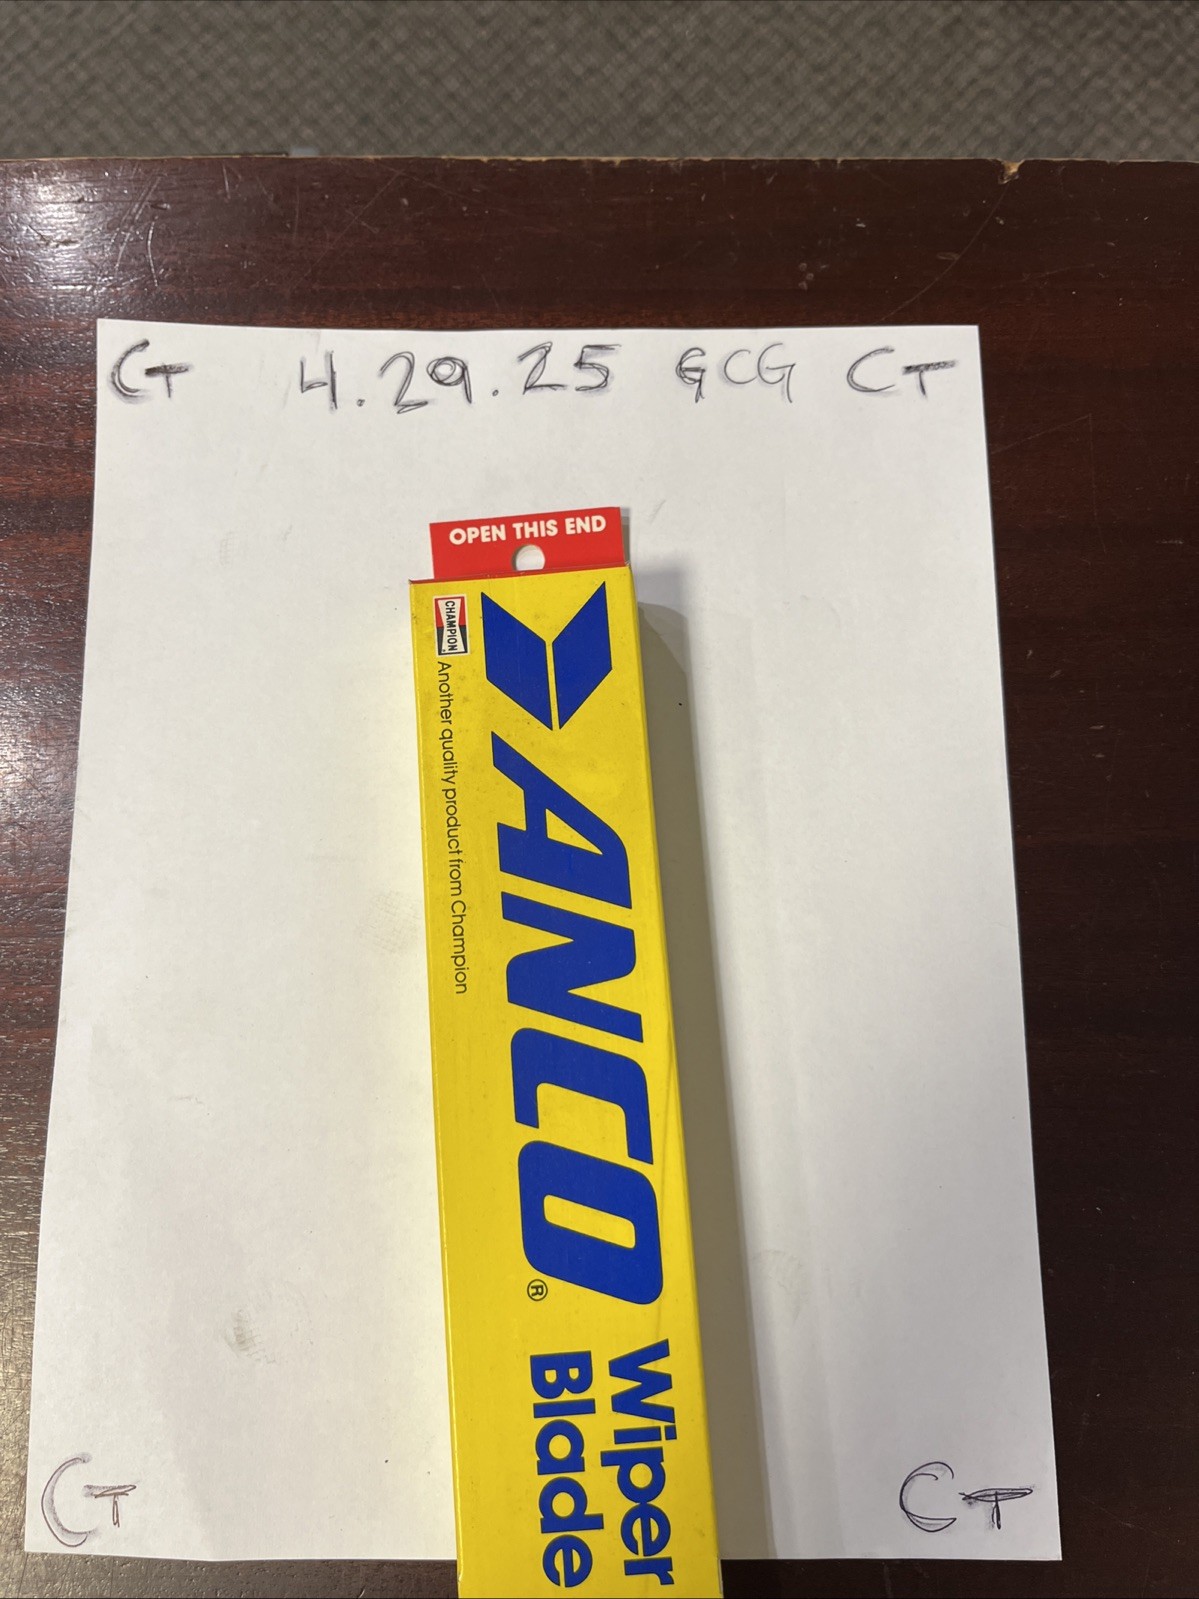 CT 4.29.25 GCG CT
OPEN THIS END
CHAMPION
Another quality product from Champion
ANCO®
Wiper
Blade
CT CT